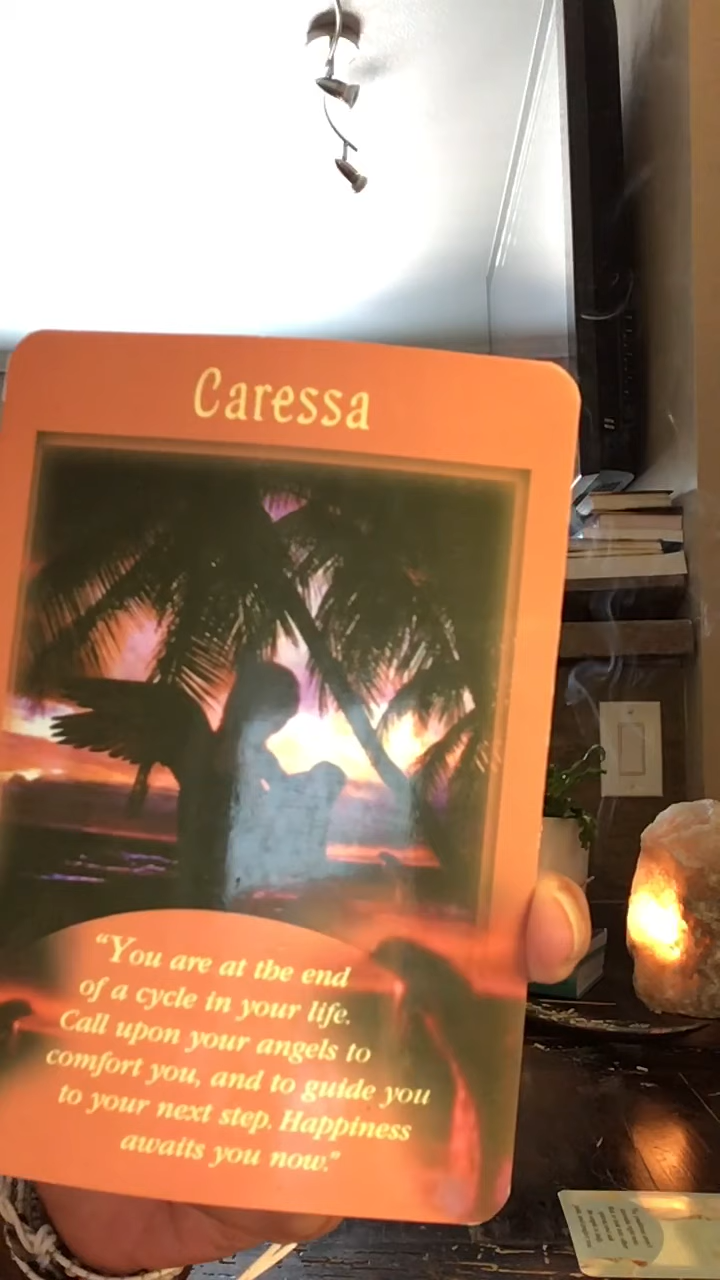 Caressa
“You are at the end
of a cycle in your life.
Call upon your angels to
comfort you, and to guide you
to your next step. Happiness
awaits you now.”